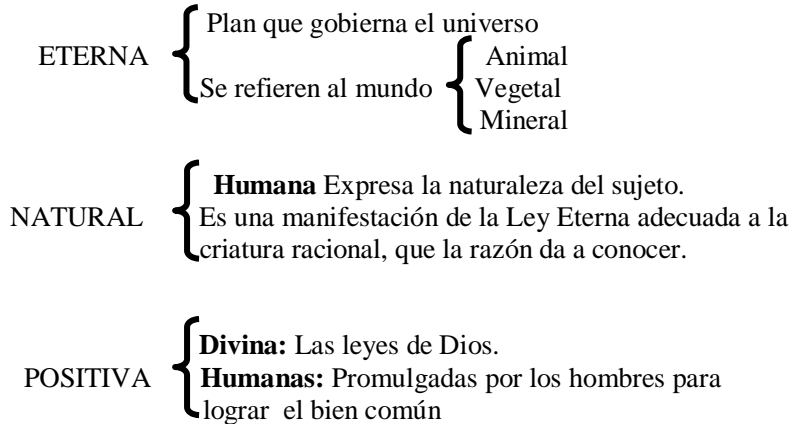 Plan que gobierna el universo
ETERNA
Animal
Se refieren al mundo
Vegetal
Mineral
Humana Expresa la naturaleza del sujeto.
NATURAL
Es una manifestación de la Ley Eterna adecuada a la
criatura racional, que la razón da a conocer.
Divina: Las leyes de Dios.
POSITIVA
Humanas: Promulgadas por los hombres para
lograr el bien común